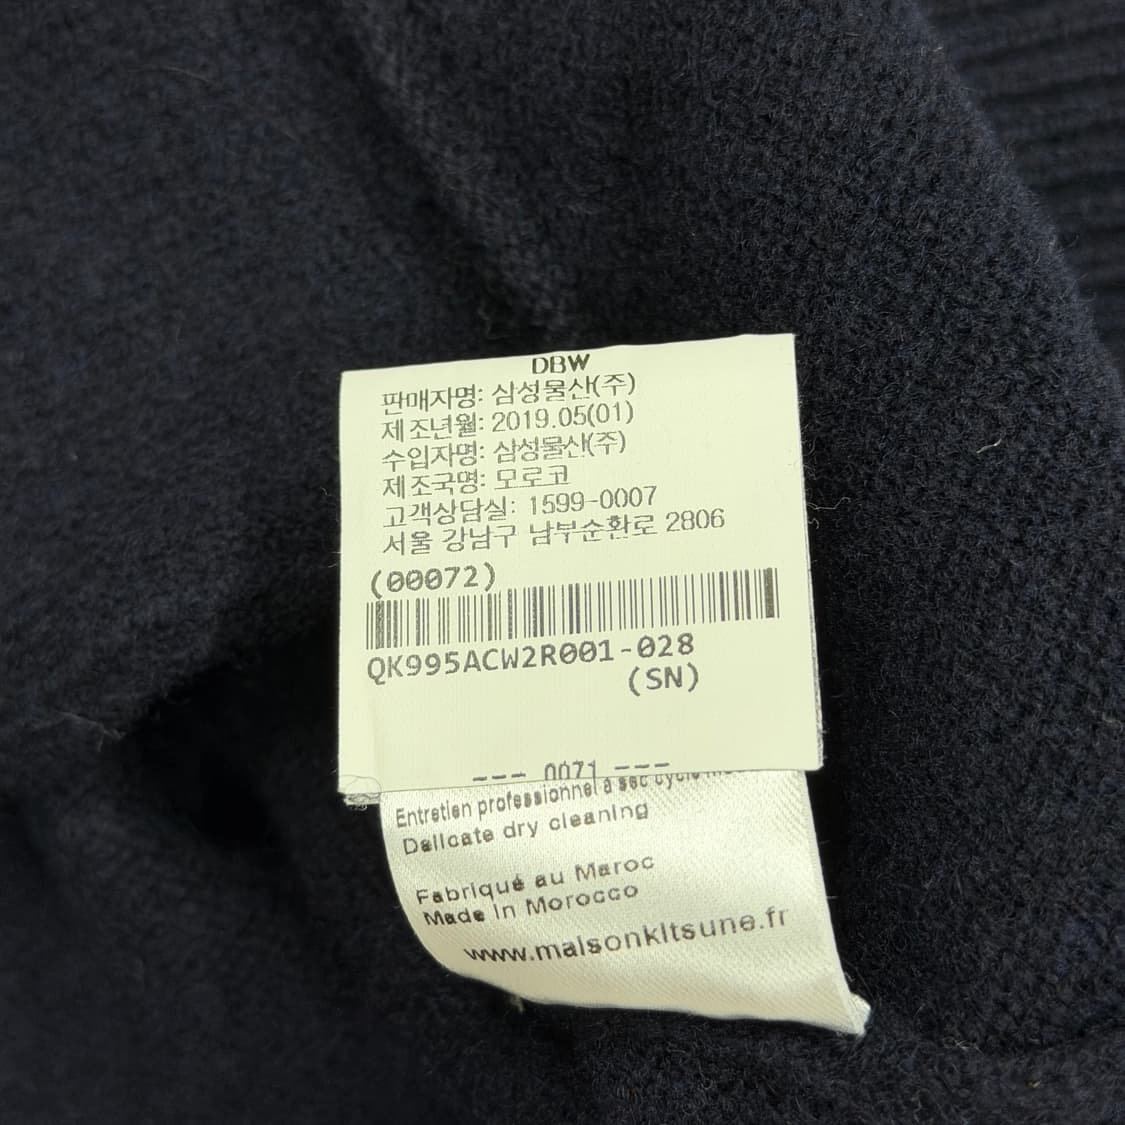 DBW
판매자명: 삼성물산(주)
제조년월: 2019.05(01)
수입자명: 삼성물산(주)
제조국명: 모로코
고객상담실: 1599-0007
서울 강남구 남부순환로 2806
(00072)
QK995ACW2R001-028
(SN)
--- 0071 ---
Entretien professionnel à sec cycle
Delicate dry cleaning
Fabriqué au Maroc
Made in Morocco
www.maisonkitsune.fr